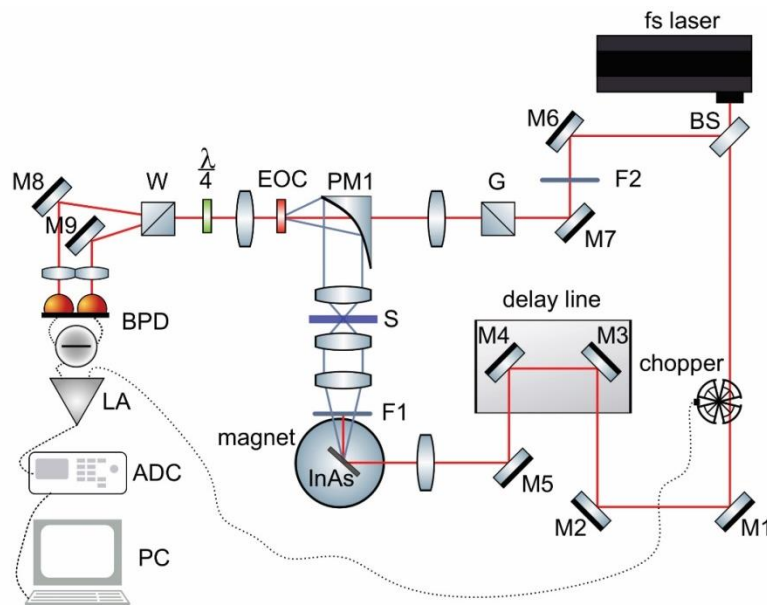 fs laser
M6
BS
λ/4
EOC
PM1
W
G
F2
M8
M9
M7
delay line
S
BPD
M4
M3
chopper
LA
F1
magnet
InAs
M5
ADC
M2
M1
PC